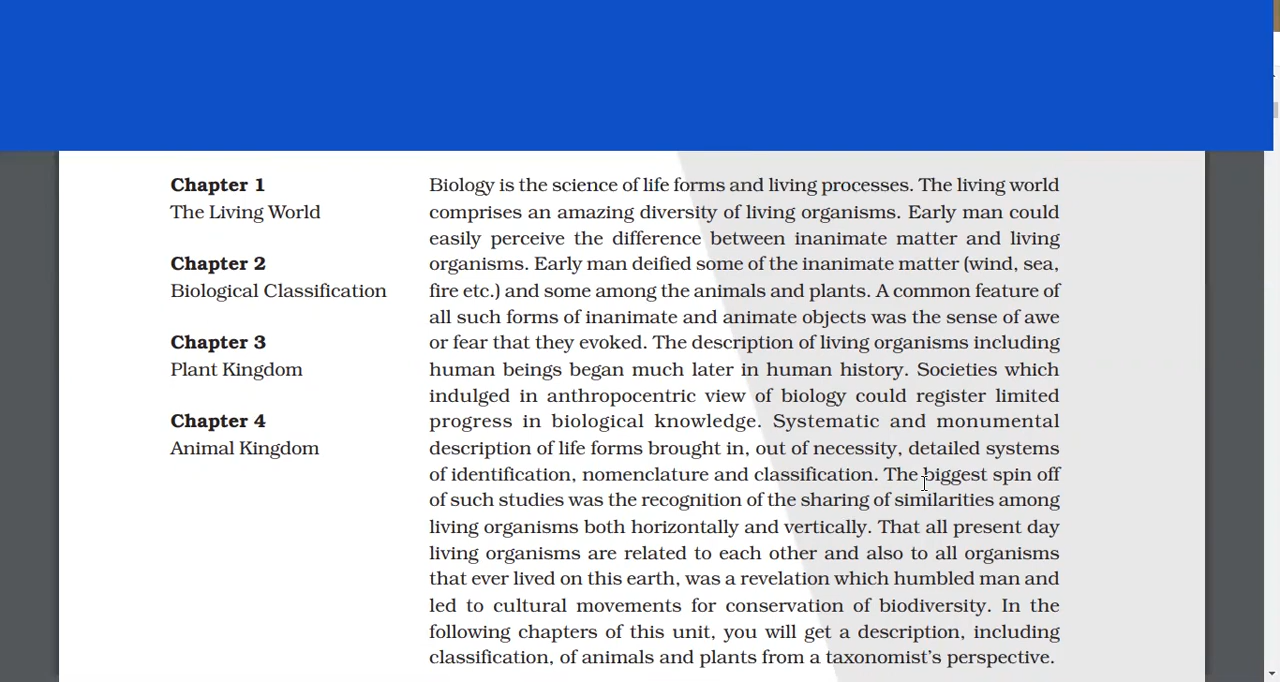 Chapter 1
The Living World
Chapter 2
Biological Classification
Chapter 3
Plant Kingdom
Chapter 4
Animal Kingdom
Biology is the science of life forms and living processes. The living world
comprises an amazing diversity of living organisms. Early man could
easily perceive the difference between inanimate matter and living
organisms. Early man deified some of the inanimate matter (wind, sea,
fire etc.) and some among the animals and plants. A common feature of
all such forms of inanimate and animate objects was the sense of awe
or fear that they evoked. The description of living organisms including
human beings began much later in human history. Societies which
indulged in anthropocentric view of biology could register limited
progress in biological knowledge. Systematic and monumental
description of life forms brought in, out of necessity, detailed systems
of identification, nomenclature and classification. The biggest spin off
of such studies was the recognition of the sharing of similarities among
living organisms both horizontally and vertically. That all present day
living organisms are related to each other and also to all organisms
that ever lived on this earth, was a revelation which humbled man and
led to cultural movements for conservation of biodiversity. In the
following chapters of this unit, you will get a description, including
classification, of animals and plants from a taxonomist's perspective.